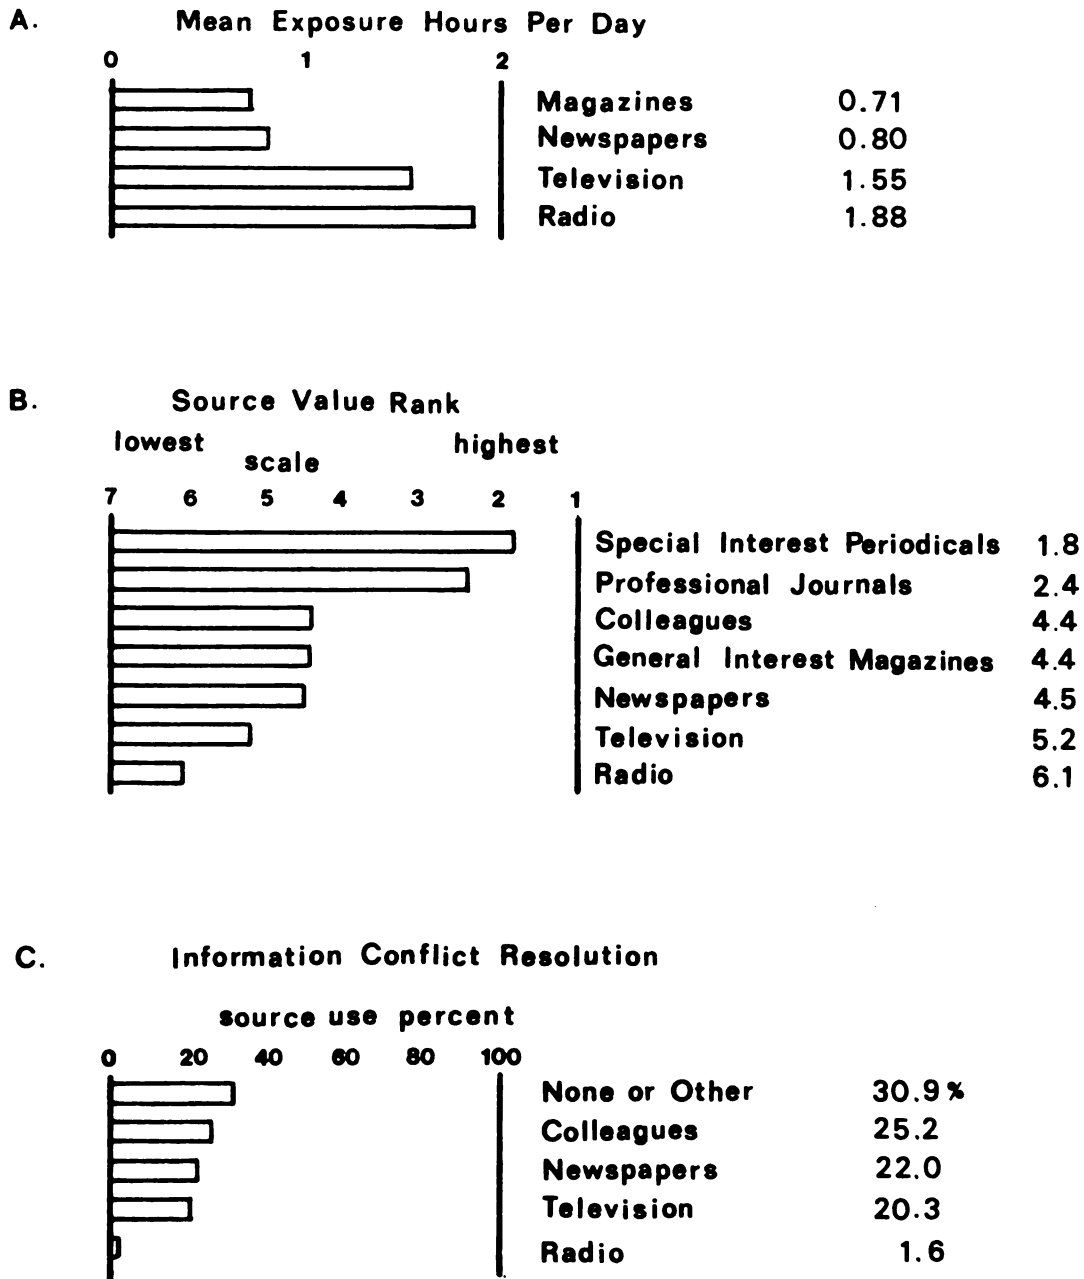 A. Mean Exposure Hours Per Day
0 1 2
Magazines 0.71
Newspapers 0.80
Television 1.55
Radio 1.88
B. Source Value Rank
lowest highest
scale
7 6 5 4 3 2 1
Special Interest Periodicals 1.8
Professional Journals 2.4
Colleagues 4.4
General Interest Magazines 4.4
Newspapers 4.5
Television 5.2
Radio 6.1
C. Information Conflict Resolution
source use percent
0 20 40 60 80 100
None or Other 30.9%
Colleagues 25.2
Newspapers 22.0
Television 20.3
Radio 1.6